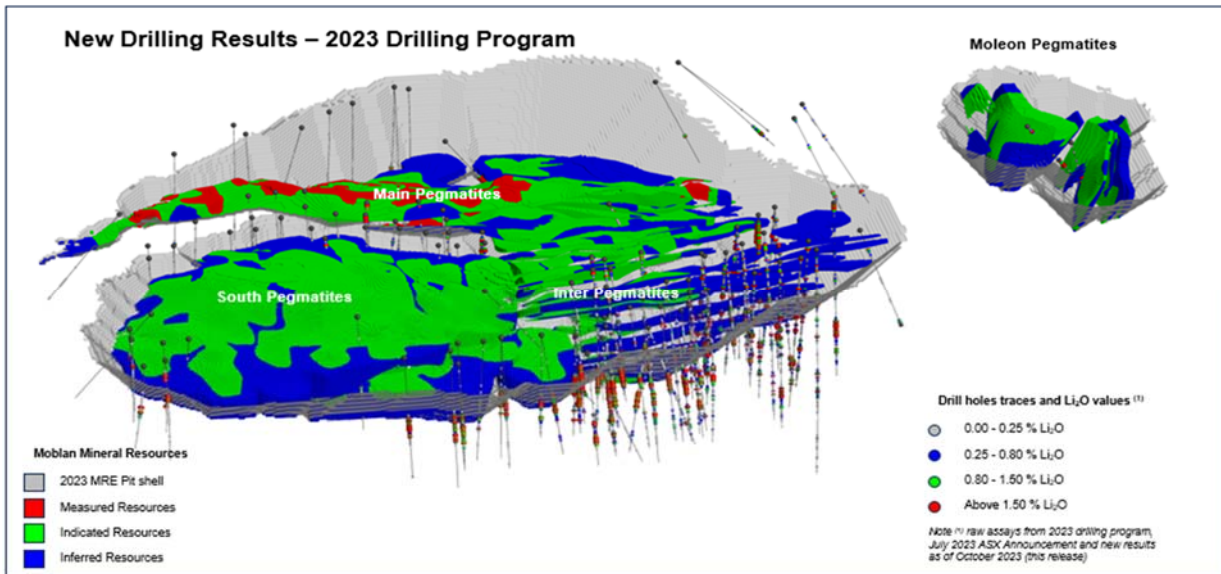 New Drilling Results – 2023 Drilling Program
Moleon Pegmatites
Main Pegmatites
South Pegmatites
Inter Pegmatites
Moblan Mineral Resources
2023 MRE Pit shell
Measured Resources
Indicated Resources
Inferred Resources
Drill holes traces and Li₂O values ⁽¹⁾
0.00 - 0.25 % Li₂O
0.25 - 0.80 % Li₂O
0.80 - 1.50 % Li₂O
Above 1.50 % Li₂O
Note ⁽¹⁾ raw assays from 2023 drilling program,
July 2023 ASX Announcement and new results
as of October 2023 (this release)